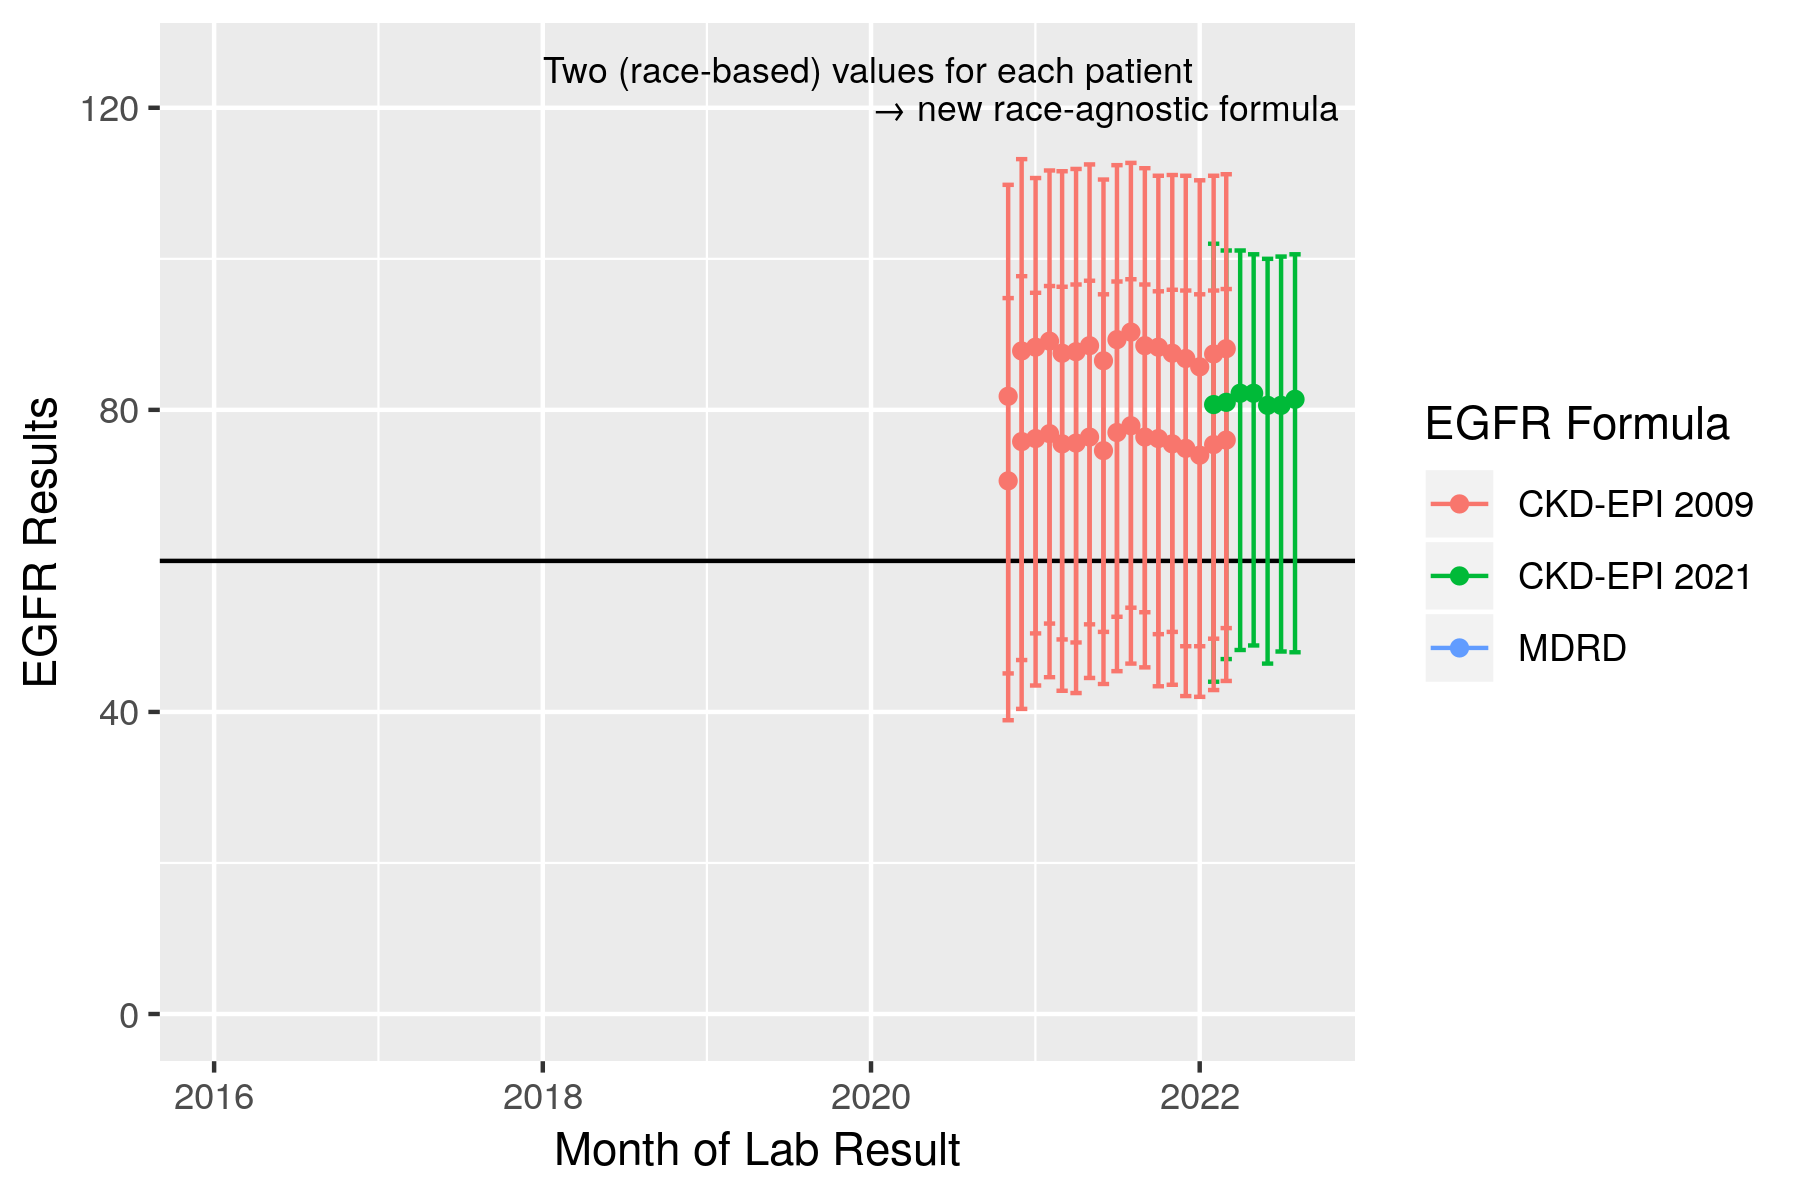 Two (race-based) values for each patient
→ new race-agnostic formula
120
80
40
0
EGFR Results
2016
2018
2020
2022
Month of Lab Result
EGFR Formula
CKD-EPI 2009
CKD-EPI 2021
MDRD